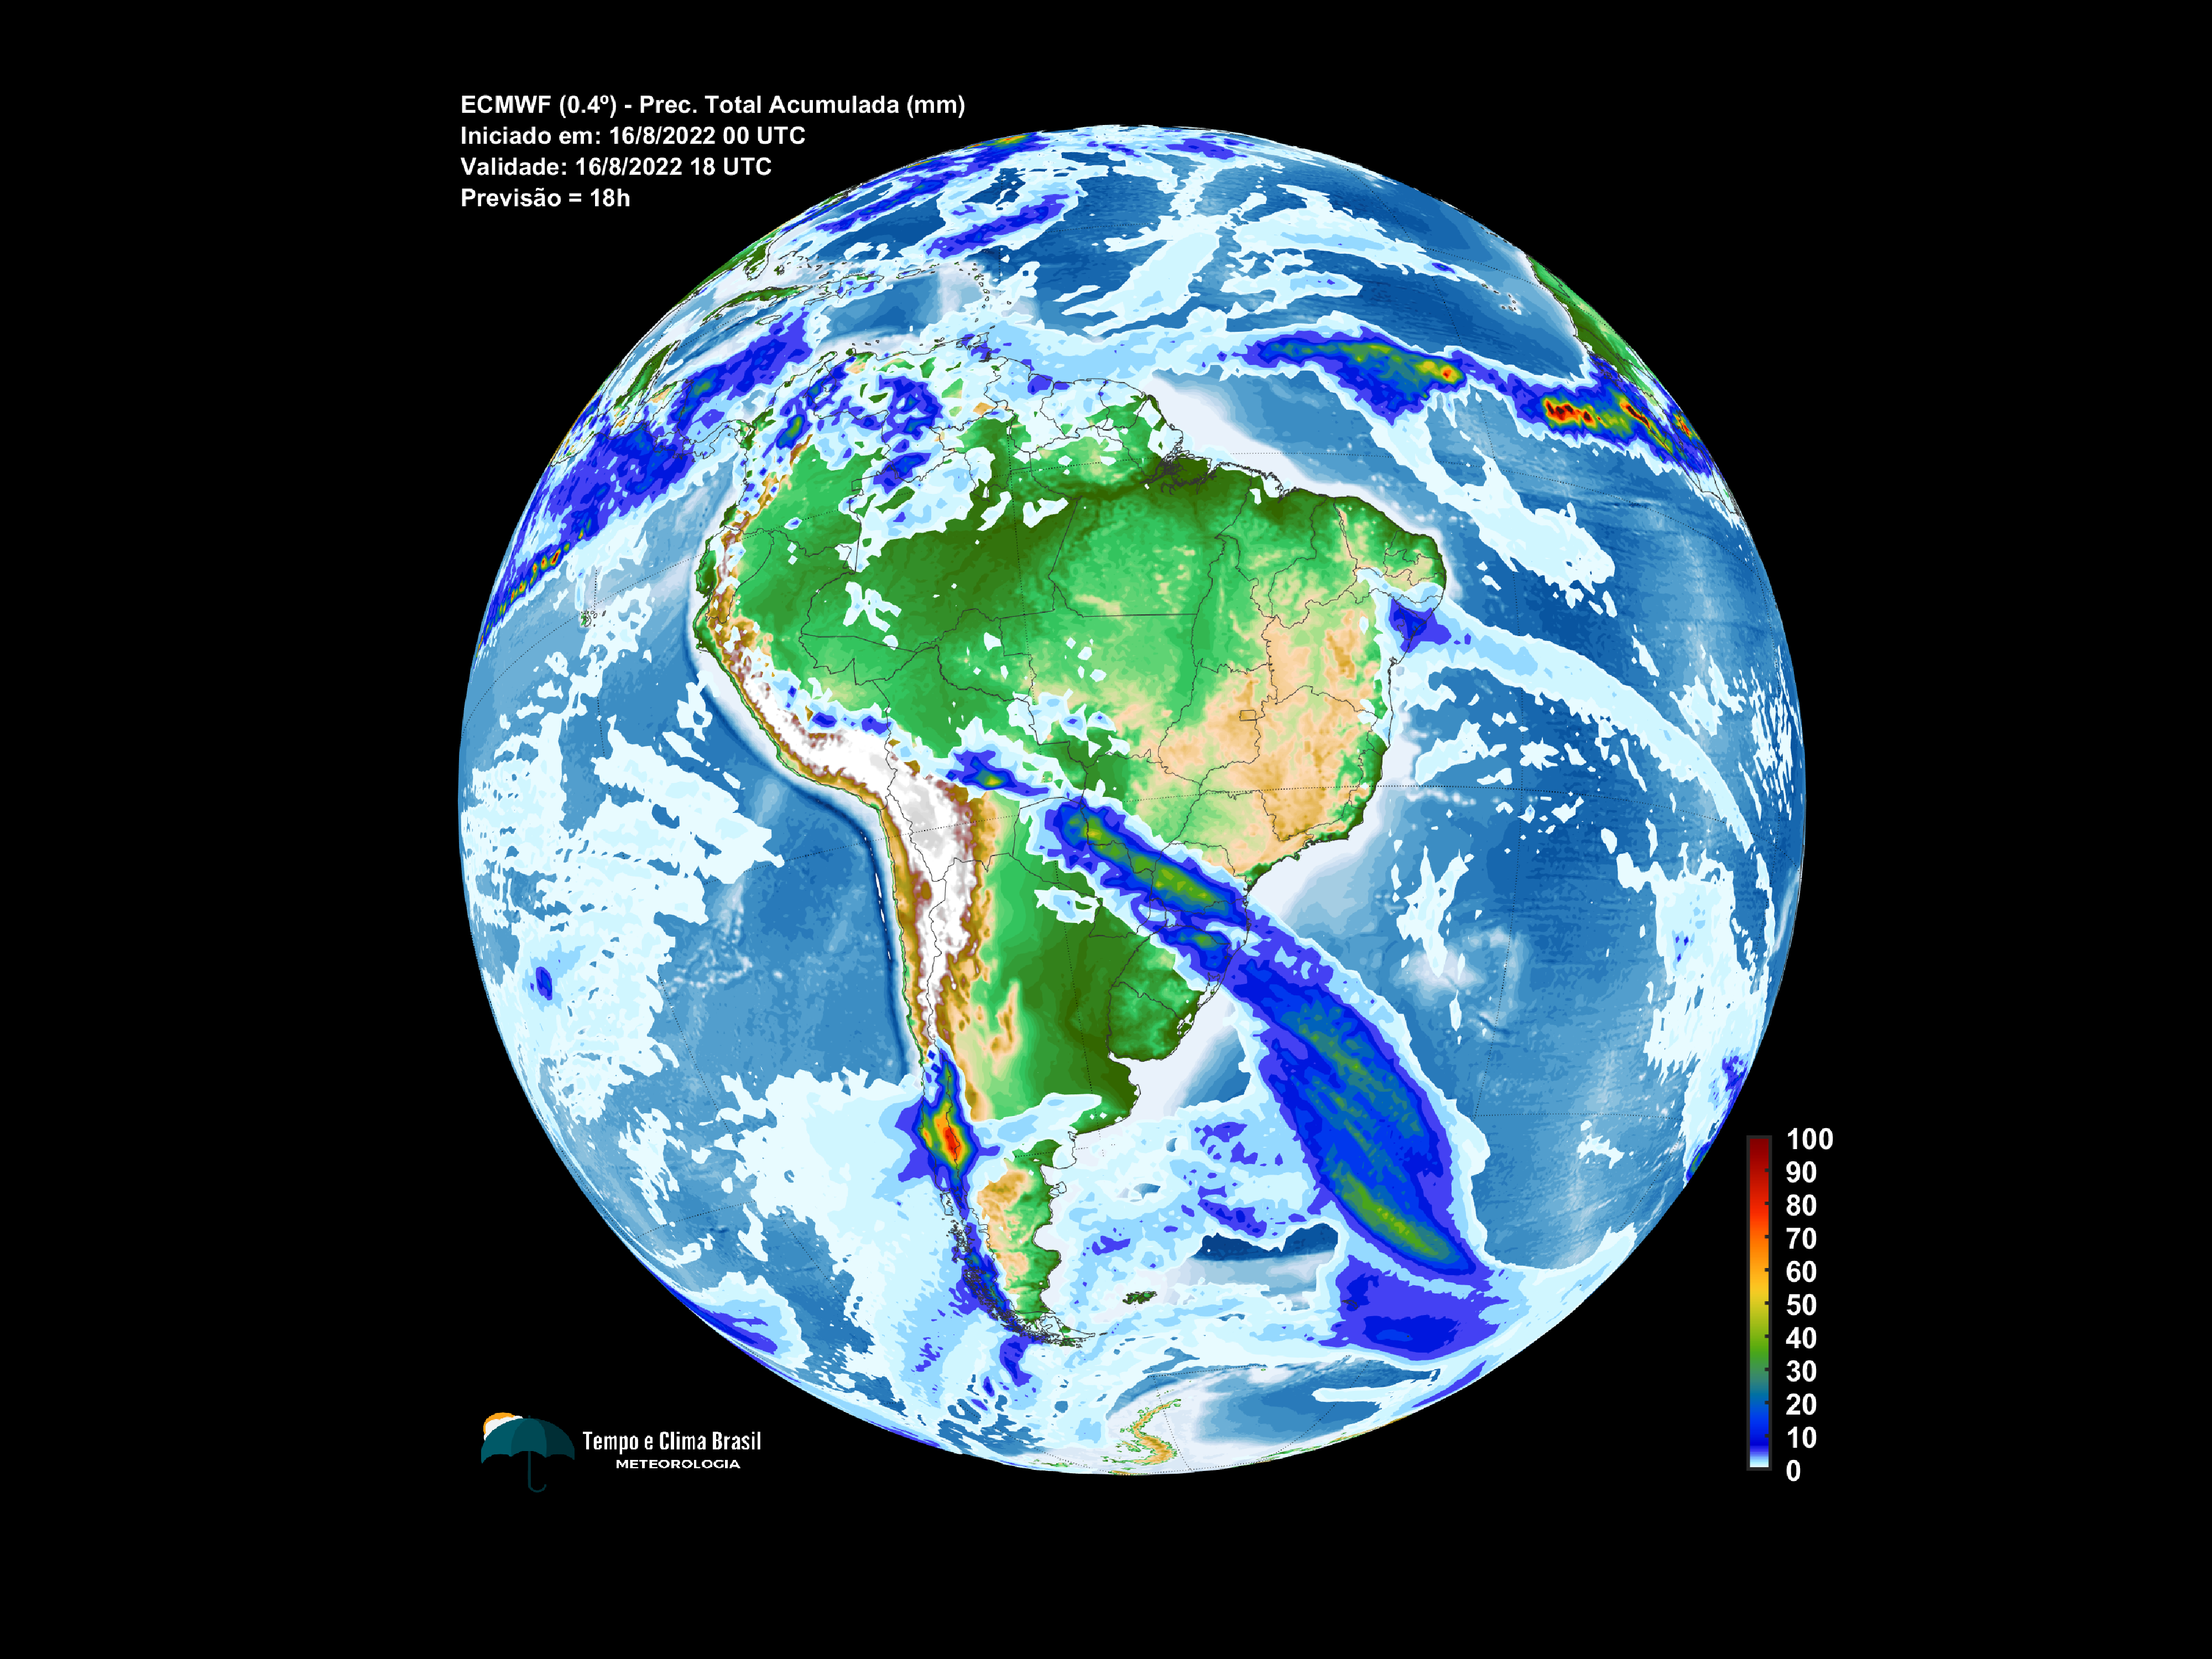 ECMWF (0.4º) - Prec. Total Acumulada (mm)
Iniciado em: 16/8/2022 00 UTC
Validade: 16/8/2022 18 UTC
Previsão = 18h
100
90
80
70
60
50
40
30
20
10
0
Tempo e Clima Brasil
METEOROLOGIA